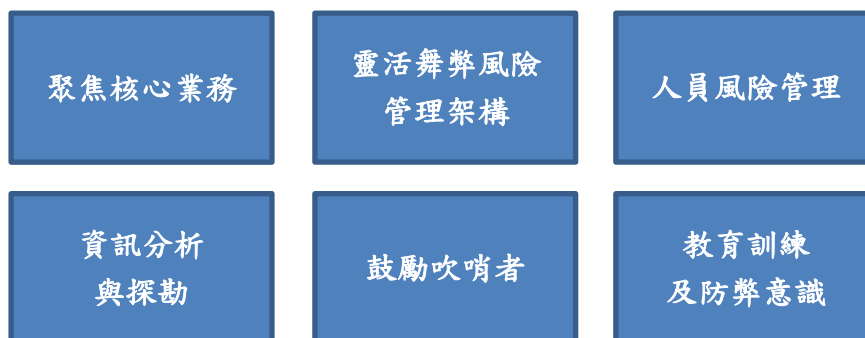 聚焦核心業務
靈活舞弊風險
管理架構
人員風險管理
資訊分析
與探勘
鼓勵吹哨者
教育訓練
及防弊意識